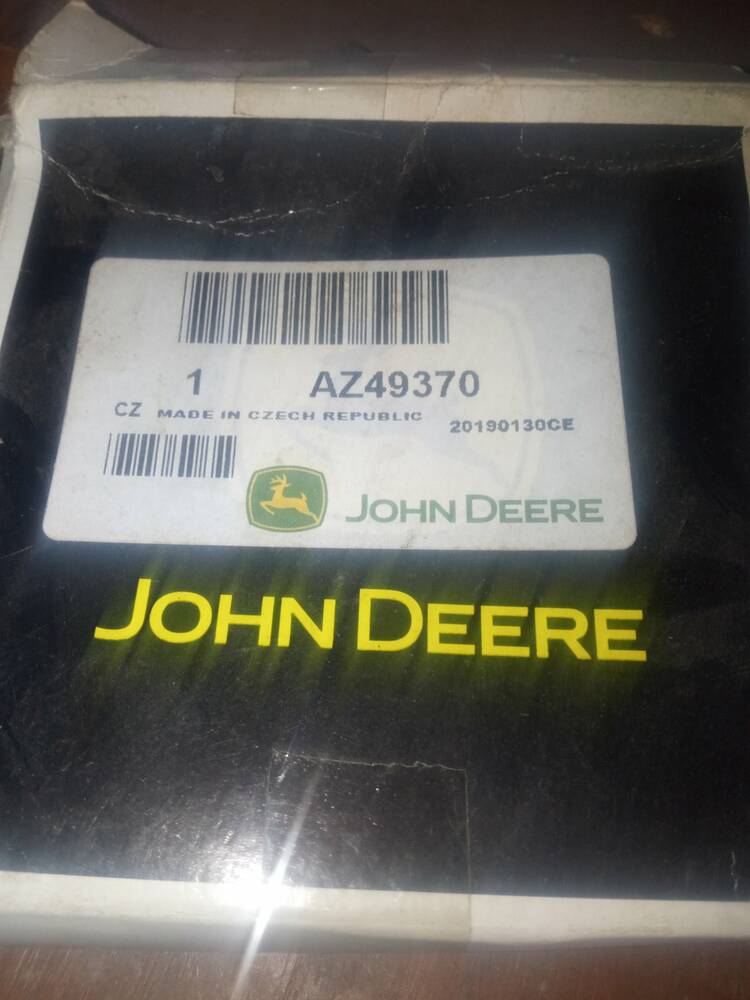 1 AZ49370
CZ MADE IN CZECH REPUBLIC 20190130CE
JOHN DEERE
JOHN DEERE